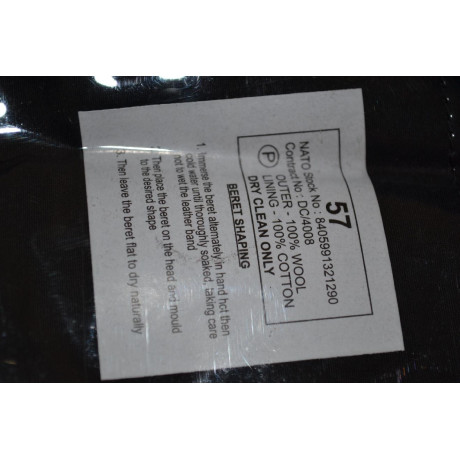 57
NATO Stock No : 8405991321290
Contract No : DC/4008
OUTER - 100% WOOL
P
LINING - 100% COTTON
DRY CLEAN ONLY
BERET SHAPING
1. Immerse the beret alternately in hand hot then
cold water until thoroughly soaked, taking care
not to wet the leather band
Then place the beret on the head and mould
to the desired shape
Then leave the beret flat to dry naturally